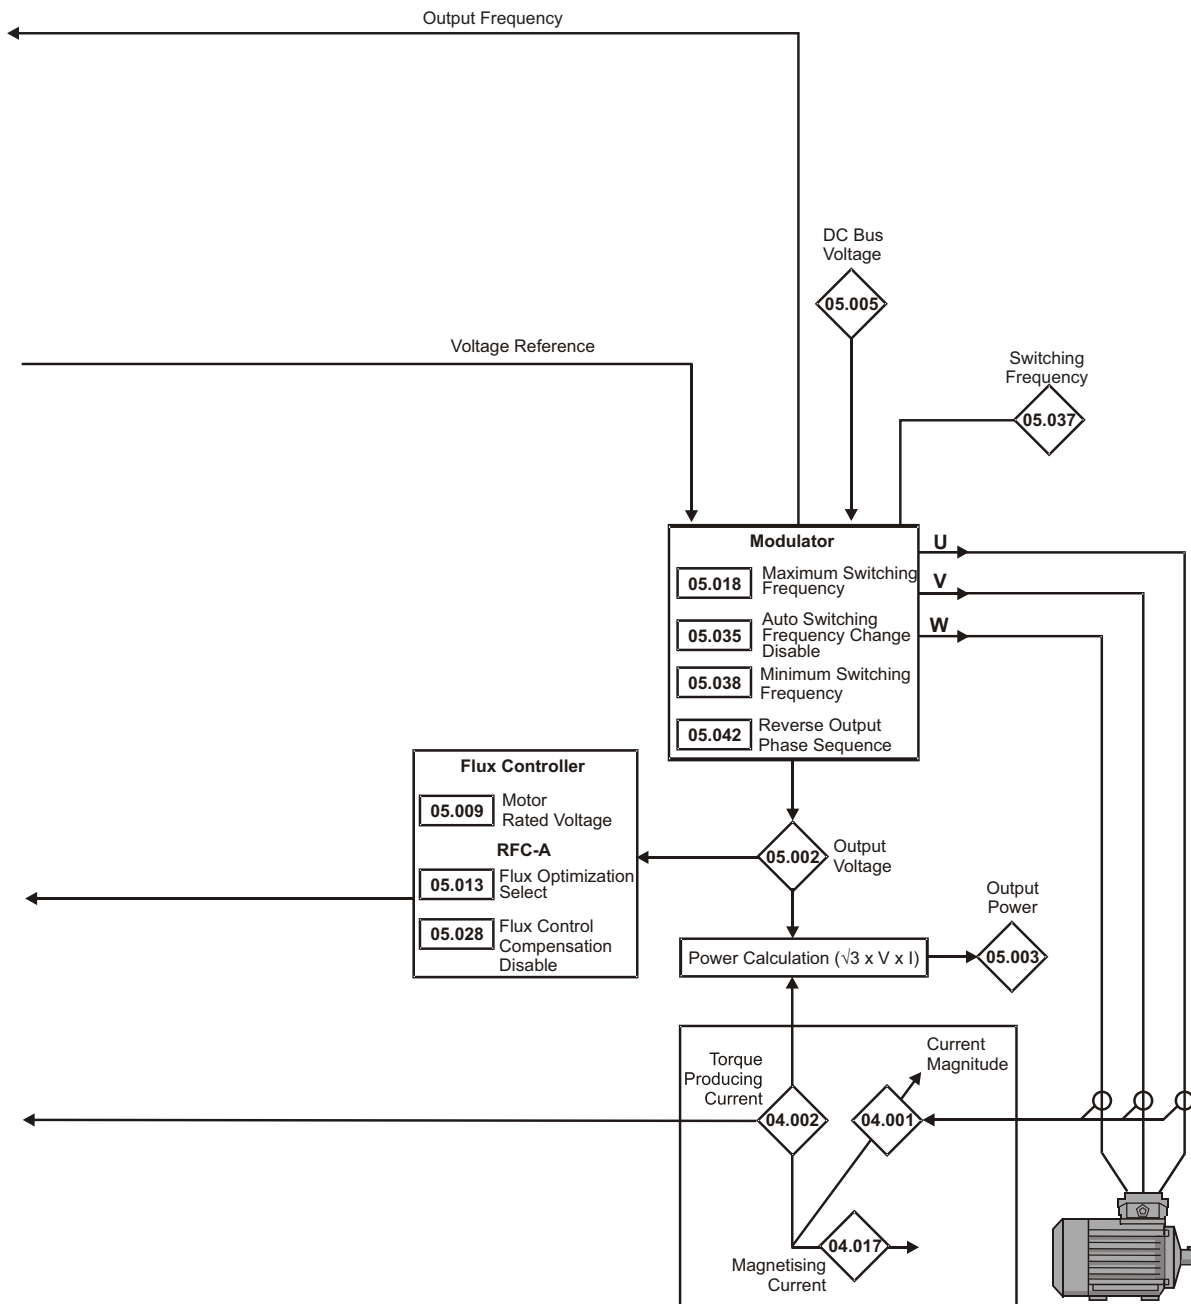 Output Frequency
DC Bus
Voltage
05.005
Voltage Reference
Switching
Frequency
05.037
Modulator
05.018
Maximum Switching
Frequency
05.035
Auto Switching
Frequency Change
Disable
05.038
Minimum Switching
Frequency
05.042
Reverse Output
Phase Sequence
U
V
W
Flux Controller
05.009
Motor
Rated Voltage
RFC-A
05.013
Flux Optimization
Select
05.028
Flux Control
Compensation
Disable
05.002
Output
Voltage
Output
Power
Power Calculation (√3 x V x I)
05.003
Torque
Producing
Current
04.002
Current
Magnitude
04.001
04.017
Magnetising
Current